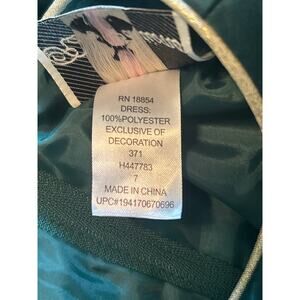 RN 18854
DRESS:
100%POLYESTER
EXCLUSIVE OF
DECORATION
371
H447783
7
MADE IN CHINA
UPC#194170670696